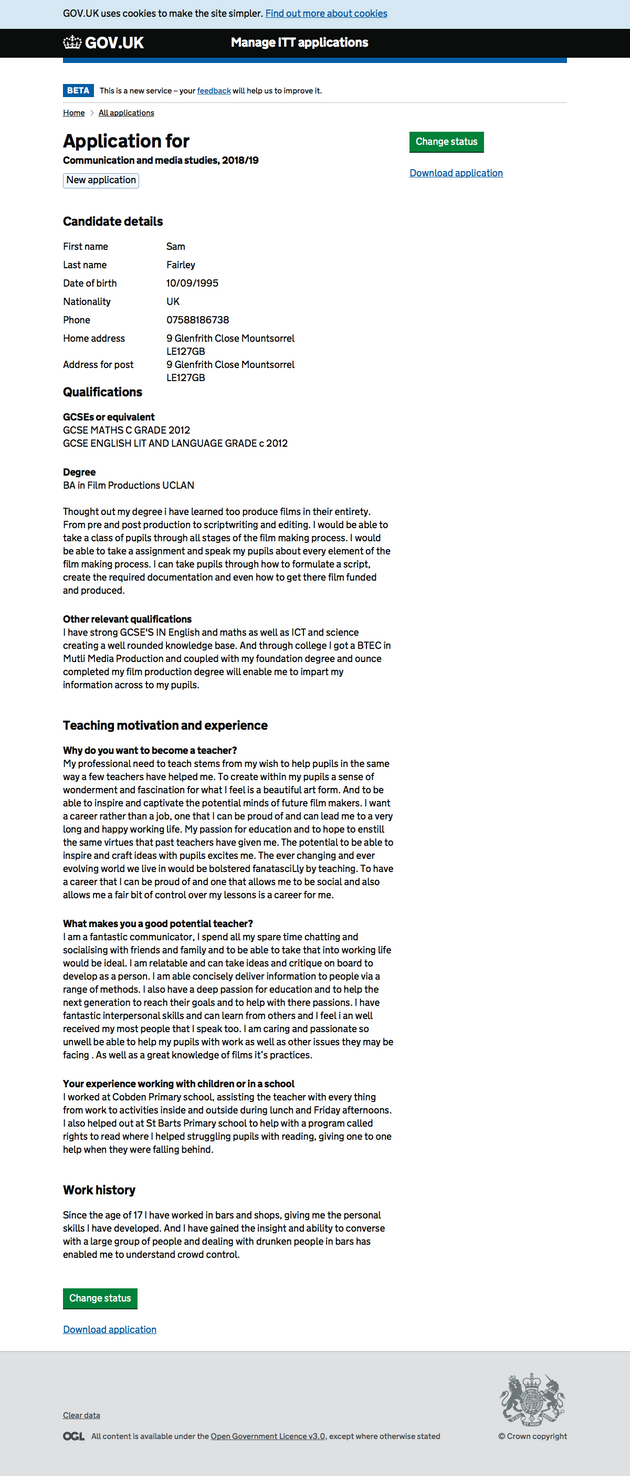 GOV.UK uses cookies to make the site simpler. Find out more about cookies
GOV.UK
Manage ITT applications
BETA This is a new service – your feedback will help us to improve it.
Home > All applications
Application for
Communication and media studies, 2018/19
New application
Change status
Download application
Candidate details
First name Sam
Last name Fairley
Date of birth 10/09/1995
Nationality UK
Phone 07588186738
Home address 9 Glenfrith Close Mountsorrel
LE127GB
Address for post 9 Glenfrith Close Mountsorrel
LE127GB
Qualifications
GCSEs or equivalent
GCSE MATHS C GRADE 2012
GCSE ENGLISH LIT AND LANGUAGE GRADE c 2012
Degree
BA in Film Productions UCLAN
Thought out my degree i have learned too produce films in their entirety.
From pre and post production to scriptwriting and editing. I would be able to
take a class of pupils through all stages of the film making process. I would
be able to take a assignment and speak my pupils about every element of the
film making process. I can take pupils through how to formulate a script,
create the required documentation and even how to get there film funded
and produced.
Other relevant qualifications
I have strong GCSE'S IN English and maths as well as ICT and science
creating a well rounded knowledge base. And through college I got a BTEC in
Mutli Media Production and coupled with my foundation degree and ounce
completed my film production degree will enable me to impart my
information across to my pupils.
Teaching motivation and experience
Why do you want to become a teacher?
My professional need to teach stems from my wish to help pupils in the same
way a few teachers have helped me. To create within my pupils a sense of
wonderment and fascination for what I feel is a beautiful art form. And to be
able to inspire and captivate the potential minds of future film makers. I want
a career rather than a job, one that I can be proud of and can lead me to a very
long and happy working life. My passion for education and to hope to enstill
the same virtues that past teachers have given me. The potential to be able to
inspire and craft ideas with pupils excites me. The ever changing and ever
evolving world we live in would be bolstered fanatasciLly by teaching. To have
a career that I can be proud of and one that allows me to be social and also
allows me a fair bit of control over my lessons is a career for me.
What makes you a good potential teacher?
I am a fantastic communicator, I spend all my spare time chatting and
socialising with friends and family and to be able to take that into working life
would be ideal. I am relatable and can take ideas and critique on board to
develop as a person. I am able concisely deliver information to people via a
range of methods. I also have a deep passion for education and to help the
next generation to reach their goals and to help with there passions. I have
fantastic interpersonal skills and can learn from others and I feel i an well
received my most people that I speak too. I am caring and passionate so
unwell be able to help my pupils with work as well as other issues they may be
facing . As well as a great knowledge of films it's practices.
Your experience working with children or in a school
I worked at Cobden Primary school, assisting the teacher with every thing
from work to activities inside and outside during lunch and Friday afternoons.
I also helped out at St Barts Primary school to help with a program called
rights to read where I helped struggling pupils with reading, giving one to one
help when they were falling behind.
Work history
Since the age of 17 I have worked in bars and shops, giving me the personal
skills I have developed. And I have gained the insight and ability to converse
with a large group of people and dealing with drunken people in bars has
enabled me to understand crowd control.
Change status
Download application
Clear data
OGL All content is available under the Open Government Licence v3.0, except where otherwise stated
© Crown copyright